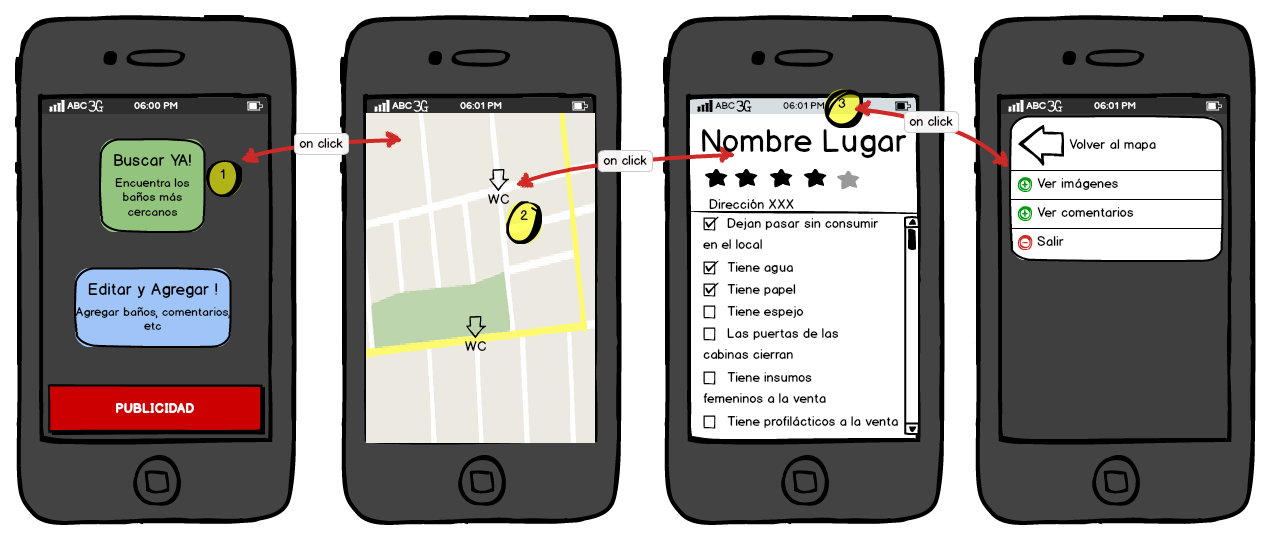 ABC 3G 06:00 PM
Buscar YA!
Encuentra los
baños más
cercanos
1
Editar y Agregar !
Agregar baños, comentarios,
etc
PUBLICIDAD
on click
ABC 3G 06:01 PM
WC
2
WC
on click
ABC 3G 06:01 PM
3
Nombre Lugar
Dirección XXX
Dejan pasar sin consumir
en el local
Tiene agua
Tiene papel
Tiene espejo
Las puertas de las
cabinas cierran
Tiene insumos
femeninos a la venta
Tiene profilácticos a la venta
on click
ABC 3G 06:01 PM
Volver al mapa
Ver imágenes
Ver comentarios
Salir